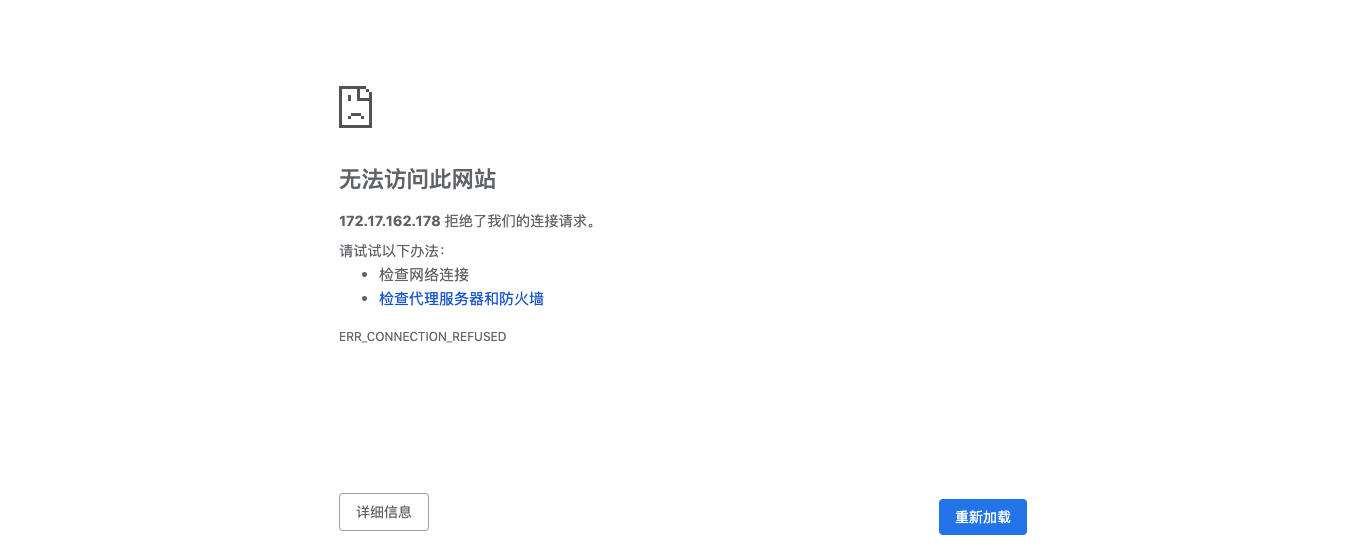 无法访问此网站
172.17.162.178 拒绝了我们的连接请求。
请试试以下办法：
检查网络连接
检查代理服务器和防火墙
ERR_CONNECTION_REFUSED
详细信息
重新加载